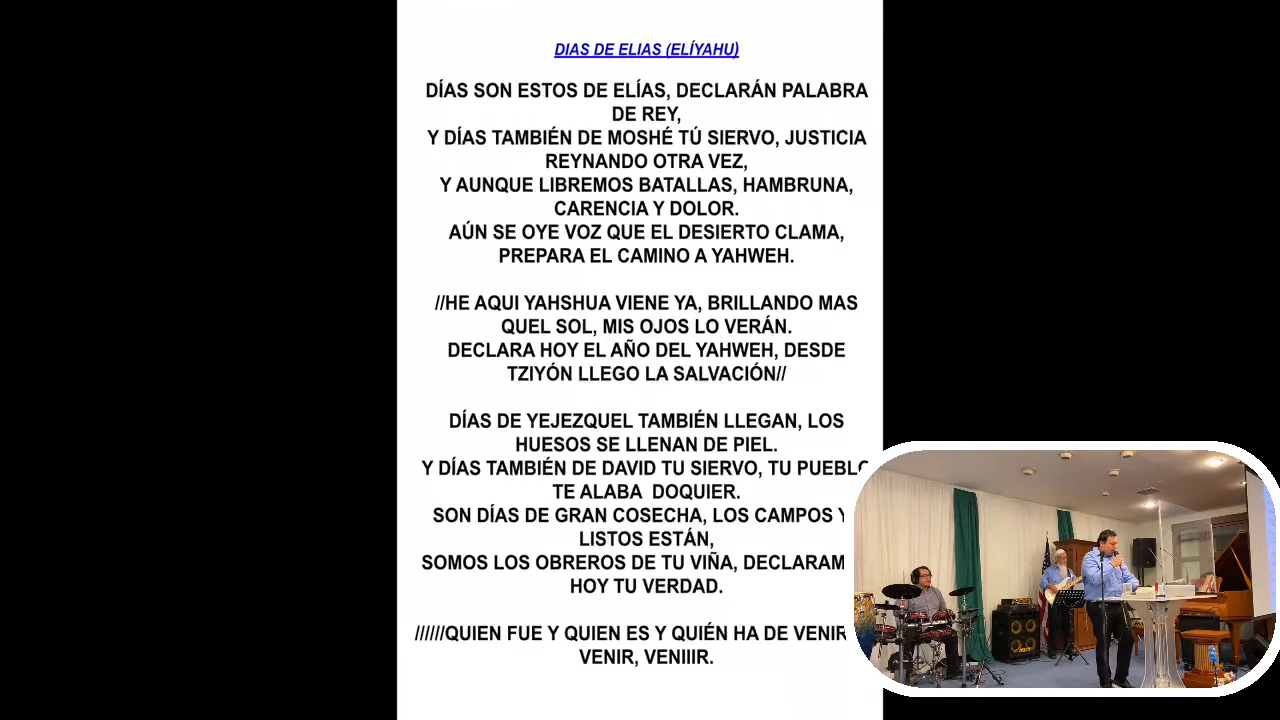 DIAS DE ELIAS (ELÍYAHU)
DÍAS SON ESTOS DE ELÍAS, DECLARÁN PALABRA
DE REY,
Y DÍAS TAMBIÉN DE MOSHÉ TÚ SIERVO, JUSTICIA
REYNANDO OTRA VEZ,
Y AUNQUE LIBREMOS BATALLAS, HAMBRUNA,
CARENCIA Y DOLOR.
AÚN SE OYE VOZ QUE EL DESIERTO CLAMA,
PREPARA EL CAMINO A YAHWEH.
//HE AQUI YAHSHUA VIENE YA, BRILLANDO MAS
QUEL SOL, MIS OJOS LO VERÁN.
DECLARA HOY EL AÑO DEL YAHWEH, DESDE
TZIYÓN LLEGO LA SALVACIÓN//
DÍAS DE YEJEZQUEL TAMBIÉN LLEGAN, LOS
HUESOS SE LLENAN DE PIEL.
Y DÍAS TAMBIÉN DE DAVID TU SIERVO, TU PUEBLO
TE ALABA DOQUIER.
SON DÍAS DE GRAN COSECHA, LOS CAMPOS
LISTOS ESTÁN,
SOMOS LOS OBREROS DE TU VIÑA, DECLARAM
HOY TU VERDAD.
//////QUIEN FUE Y QUIEN ES Y QUIÉN HA DE VENIR
VENIR, VENIIIR.